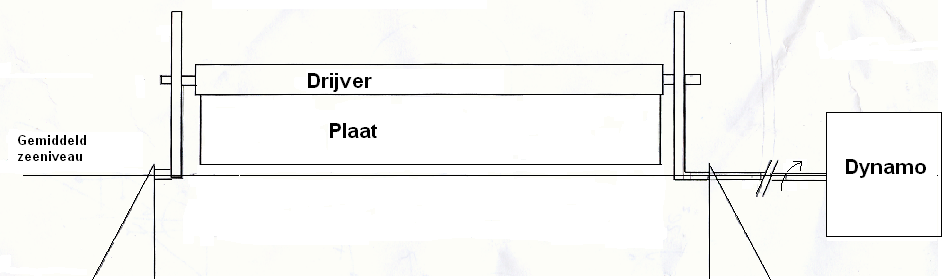 Drijver
Plaat
Gemiddeld
zeeniveau
Dynamo